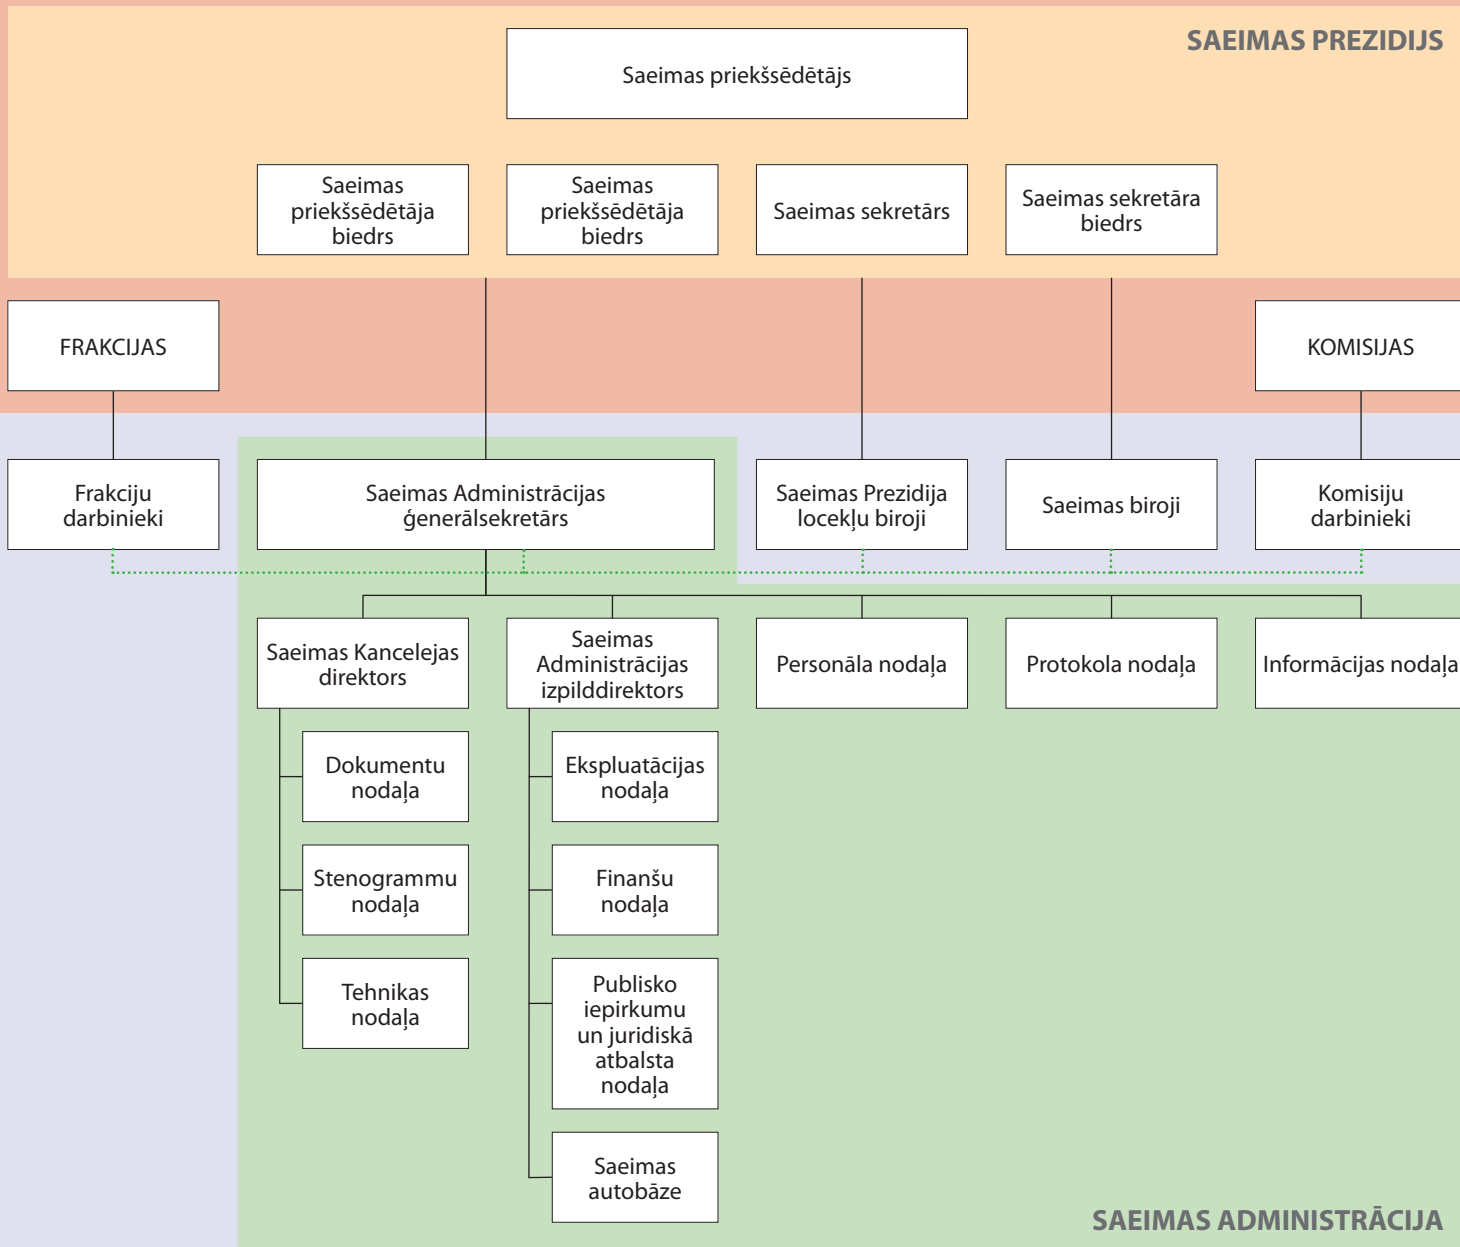 SAEIMAS PREZIDIJS
Saeimas priekšsēdētājs
Saeimas
priekšsēdētāja
biedrs
Saeimas
priekšsēdētāja
biedrs
Saeimas sekretārs
Saeimas sekretāra
biedrs
FRAKCIJAS
KOMISIJAS
Frakciju
darbinieki
Saeimas Administrācijas
ģenerālsekretārs
Saeimas Prezidija
locekļu biroji
Saeimas biroji
Komisiju
darbinieki
Saeimas Kancelejas
direktors
Saeimas
Administrācijas
izpilddirektors
Personāla nodaļa
Protokola nodaļa
Informācijas nodaļa
Dokumentu
nodaļa
Stenogrammu
nodaļa
Tehnikas
nodaļa
Ekspluatācijas
nodaļa
Finanšu
nodaļa
Publisko
iepirkumu
un juridiskā
atbalsta
nodaļa
Saeimas
autobāze
SAEIMAS ADMINISTRĀCIJA